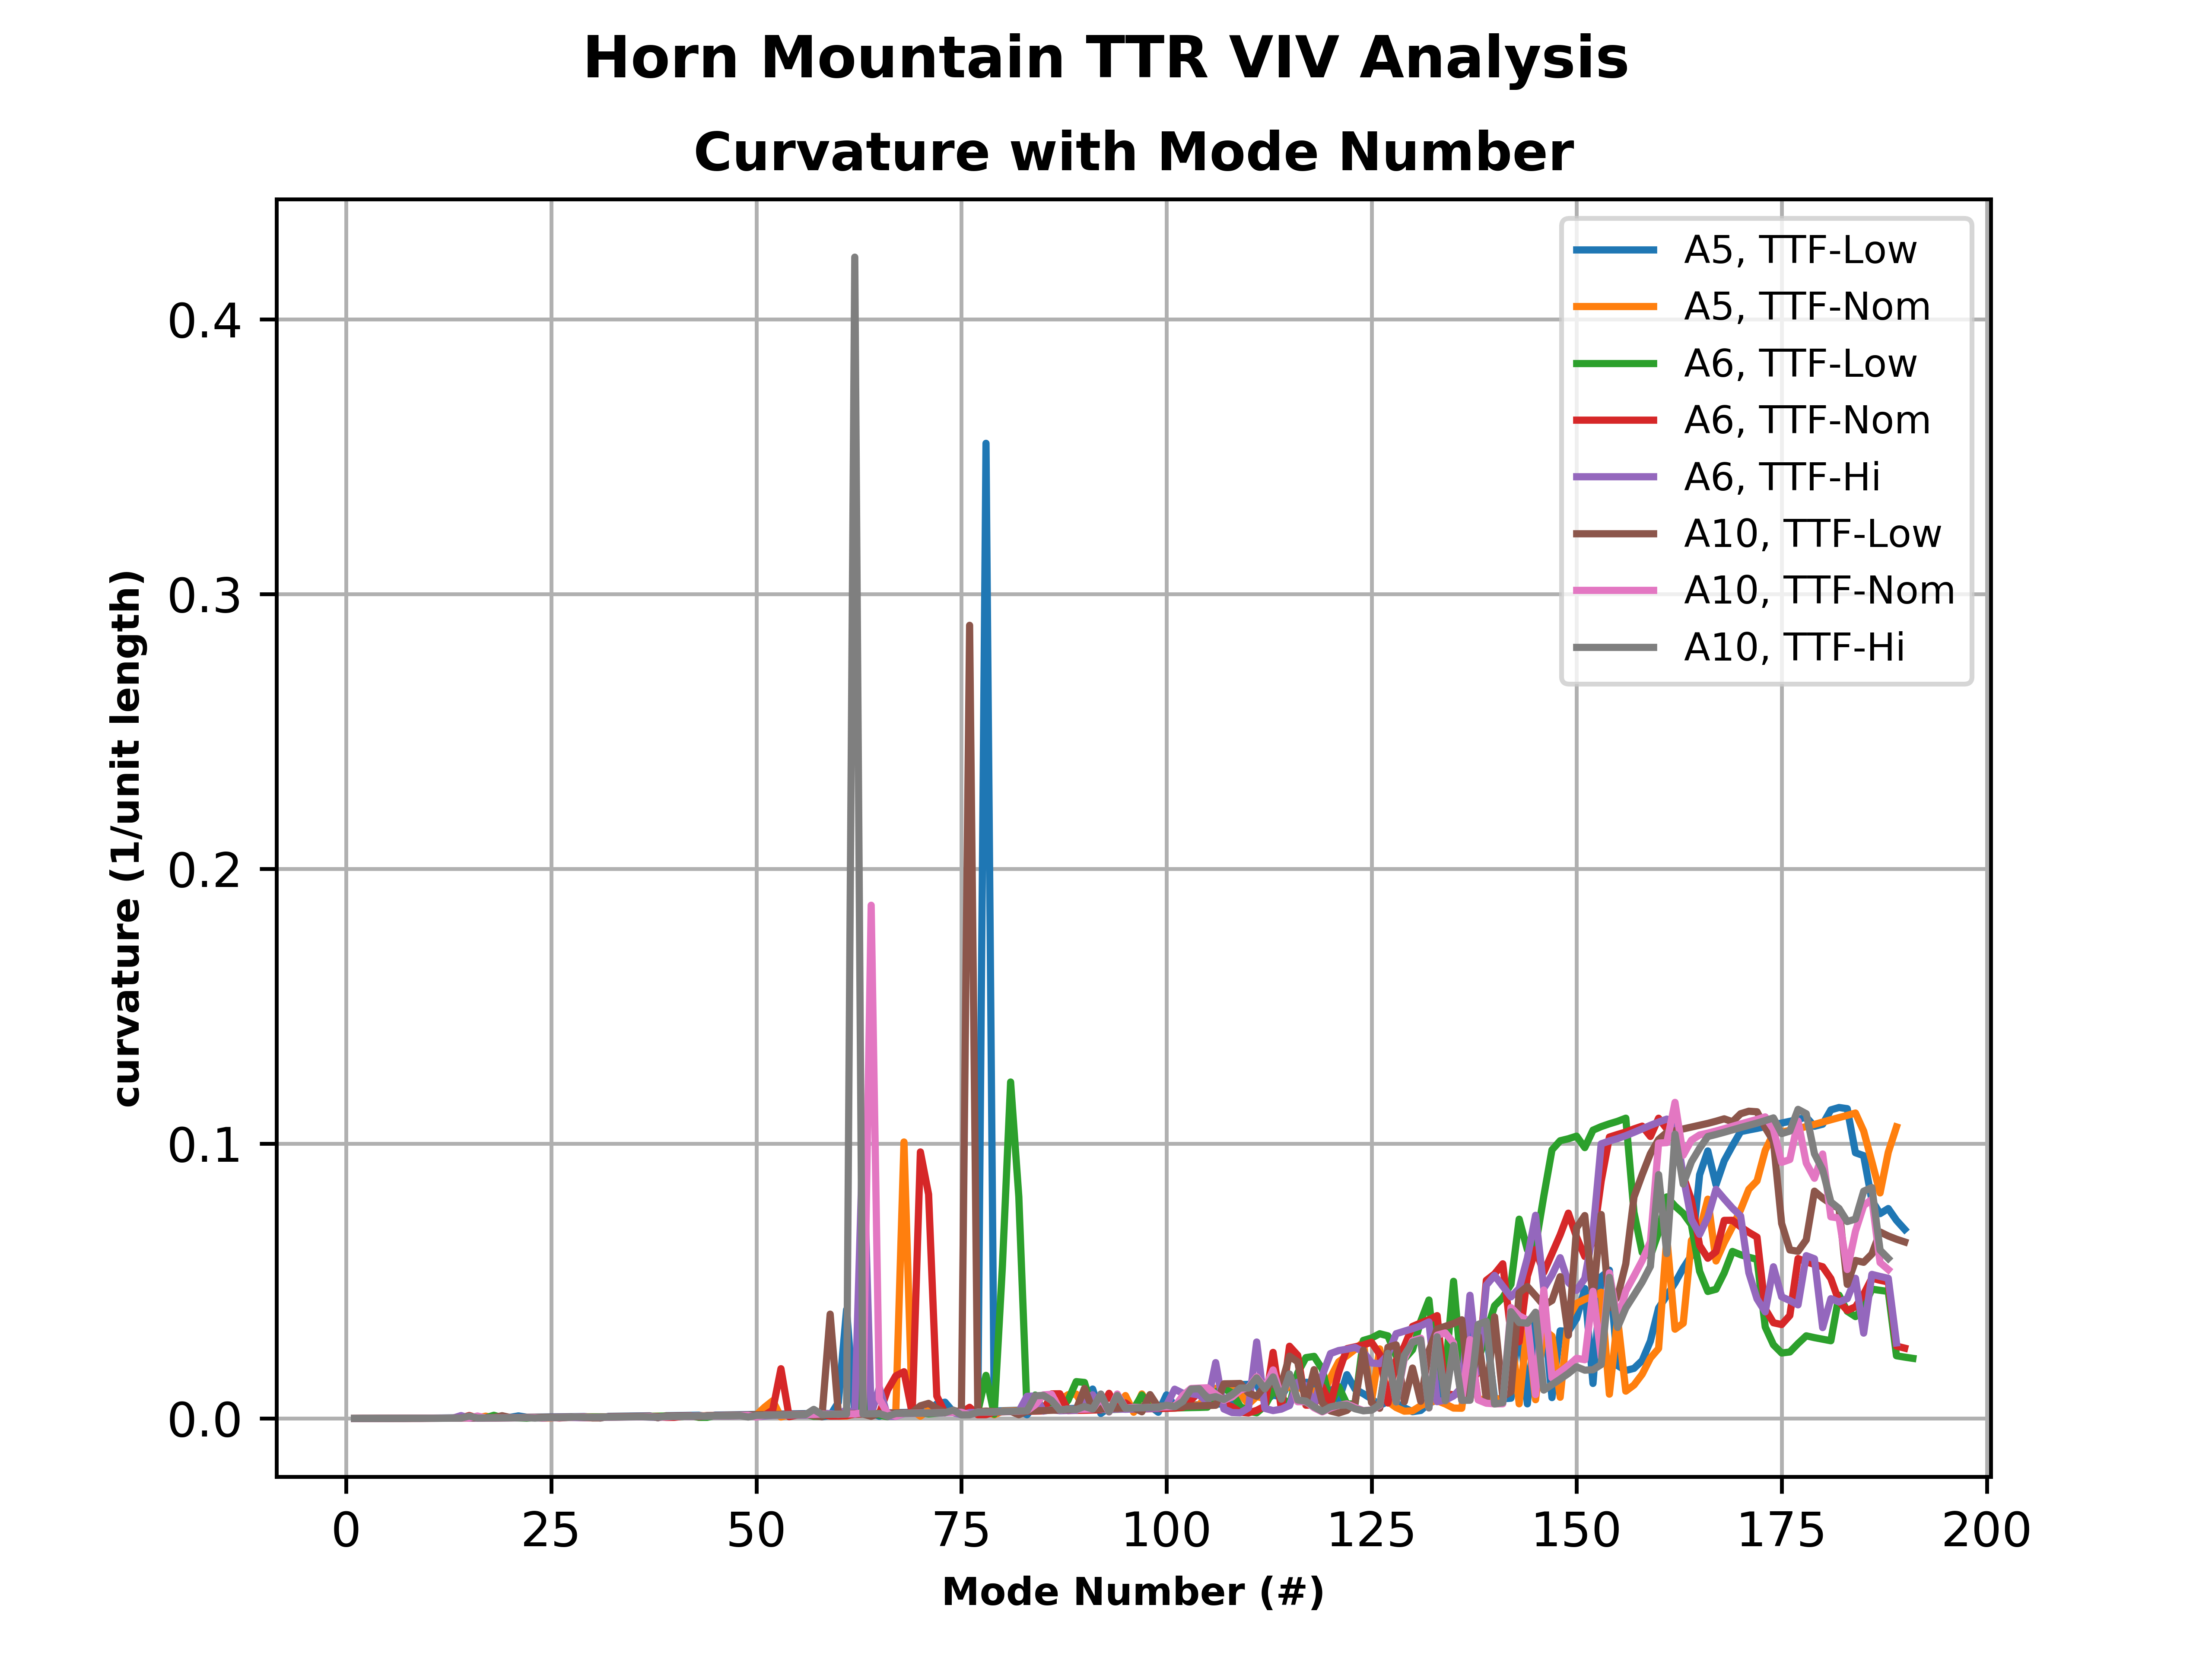 Horn Mountain TTR VIV Analysis
Curvature with Mode Number
curvature (1/unit length)
0.4
0.3
0.2
0.1
0.0
A5, TTF-Low
A5, TTF-Nom
A6, TTF-Low
A6, TTF-Nom
A6, TTF-Hi
A10, TTF-Low
A10, TTF-Nom
A10, TTF-Hi
0 25 50 75 100 125 150 175 200
Mode Number (#)